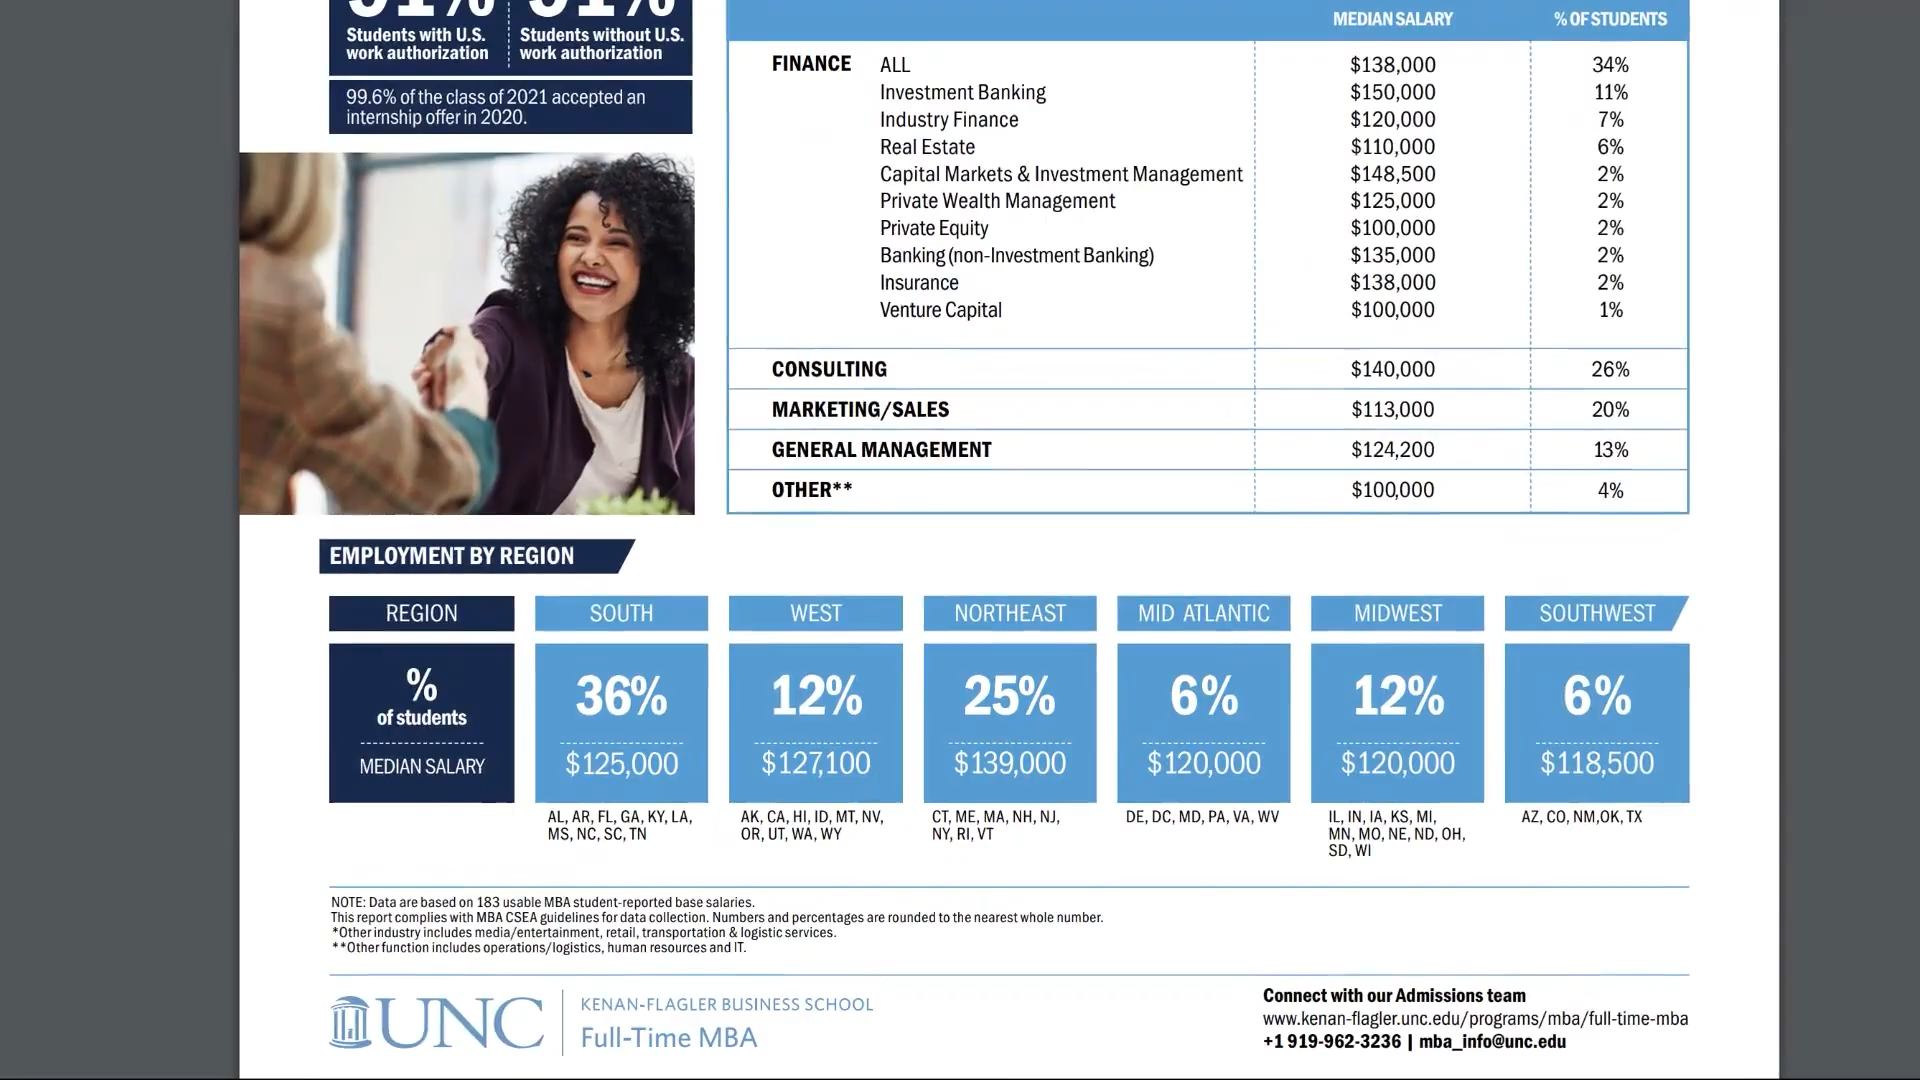 Students with U.S. work authorization
Students without U.S. work authorization
99.6% of the class of 2021 accepted an
internship offer in 2020.
MEDIAN SALARY % OF STUDENTS
FINANCE ALL $138,000 34%
Investment Banking $150,000 11%
Industry Finance $120,000 7%
Real Estate $110,000 6%
Capital Markets & Investment Management $148,500 2%
Private Wealth Management $125,000 2%
Private Equity $100,000 2%
Banking (non-Investment Banking) $135,000 2%
Insurance $138,000 2%
Venture Capital $100,000 1%
CONSULTING $140,000 26%
MARKETING/SALES $113,000 20%
GENERAL MANAGEMENT $124,200 13%
OTHER** $100,000 4%
EMPLOYMENT BY REGION
REGION SOUTH WEST NORTHEAST MID ATLANTIC MIDWEST SOUTHWEST
% of students 36% 12% 25% 6% 12% 6%
MEDIAN SALARY $125,000 $127,100 $139,000 $120,000 $120,000 $118,500
AL, AR, FL, GA, KY, LA,
MS, NC, SC, TN
AK, CA, HI, ID, MT, NV,
OR, UT, WA, WY
CT, ME, MA, NH, NJ,
NY, RI, VT
DE, DC, MD, PA, VA, WV
IL, IN, IA, KS, MI,
MN, MO, NE, ND, OH,
SD, WI
AZ, CO, NM,OK, TX
NOTE: Data are based on 183 usable MBA student-reported base salaries.
This report complies with MBA CSEA guidelines for data collection. Numbers and percentages are rounded to the nearest whole number.
*Other industry includes media/entertainment, retail, transportation & logistic services.
**Other function includes operations/logistics, human resources and IT.
UNC
KENAN-FLAGLER BUSINESS SCHOOL
Full-Time MBA
Connect with our Admissions team
www.kenan-flagler.unc.edu/programs/mba/full-time-mba
+1 919-962-3236 | mba_info@unc.edu